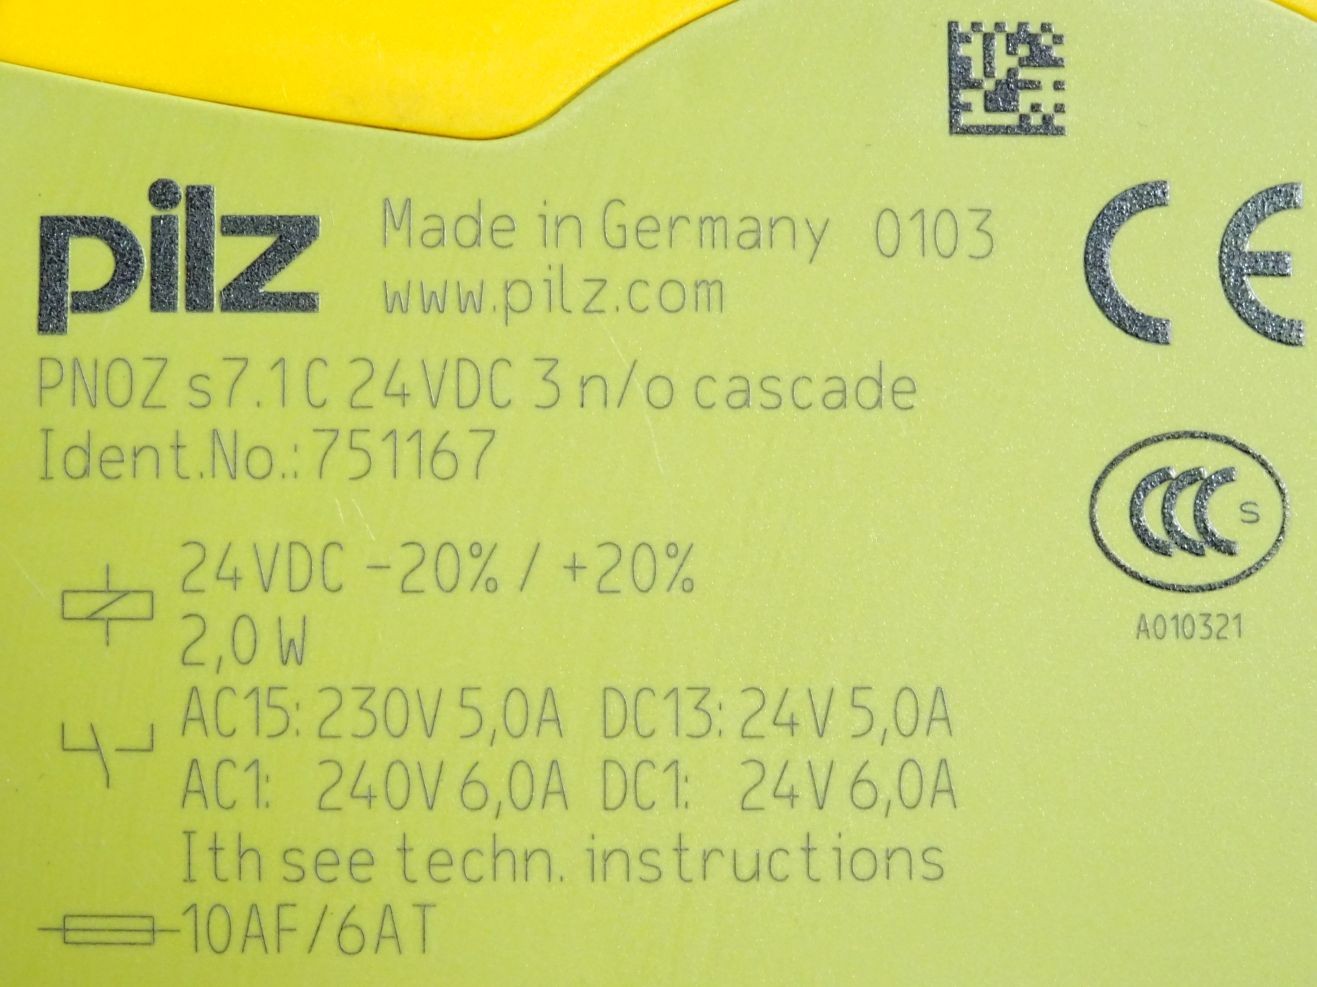 pilz
Made in Germany 0103
www.pilz.com
CE
PNOZ s7.1 C 24VDC 3 n/o cascade
Ident.No.:751167
CCC S
A010321
24VDC -20% / +20%
2,0 W
AC15: 230V 5,0A DC13: 24V 5,0A
AC1: 240V 6,0A DC1: 24V 6,0A
Ith see techn. instructions
10AF/6AT